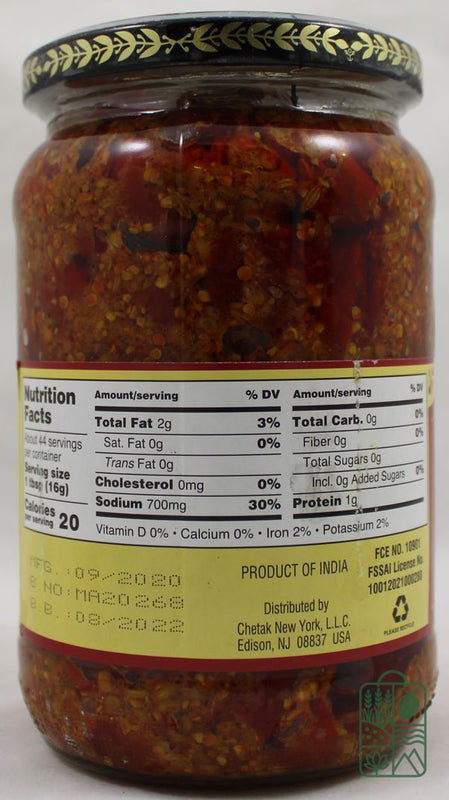 Nutrition
Facts
About 44 servings
per container
Serving size
1 tbsp (16g)
Calories
per serving 20
Amount/serving % DV
Total Fat 2g 3%
Sat. Fat 0g 0%
Trans Fat 0g
Cholesterol 0mg 0%
Sodium 700mg 30%
Amount/serving % DV
Total Carb. 0g 0%
Fiber 0g 0%
Total Sugars 0g
Incl. 0g Added Sugars 0%
Protein 1g
Vitamin D 0% • Calcium 0% • Iron 2% • Potassium 2%
MFG.:09/2020
B.NO:MA20268
B.B.:08/2022
PRODUCT OF INDIA
Distributed by
Chetak New York, L.L.C.
Edison, NJ 08837 USA
FCE NO. 10901
FSSAI License No.
PLEASE RECYCLE